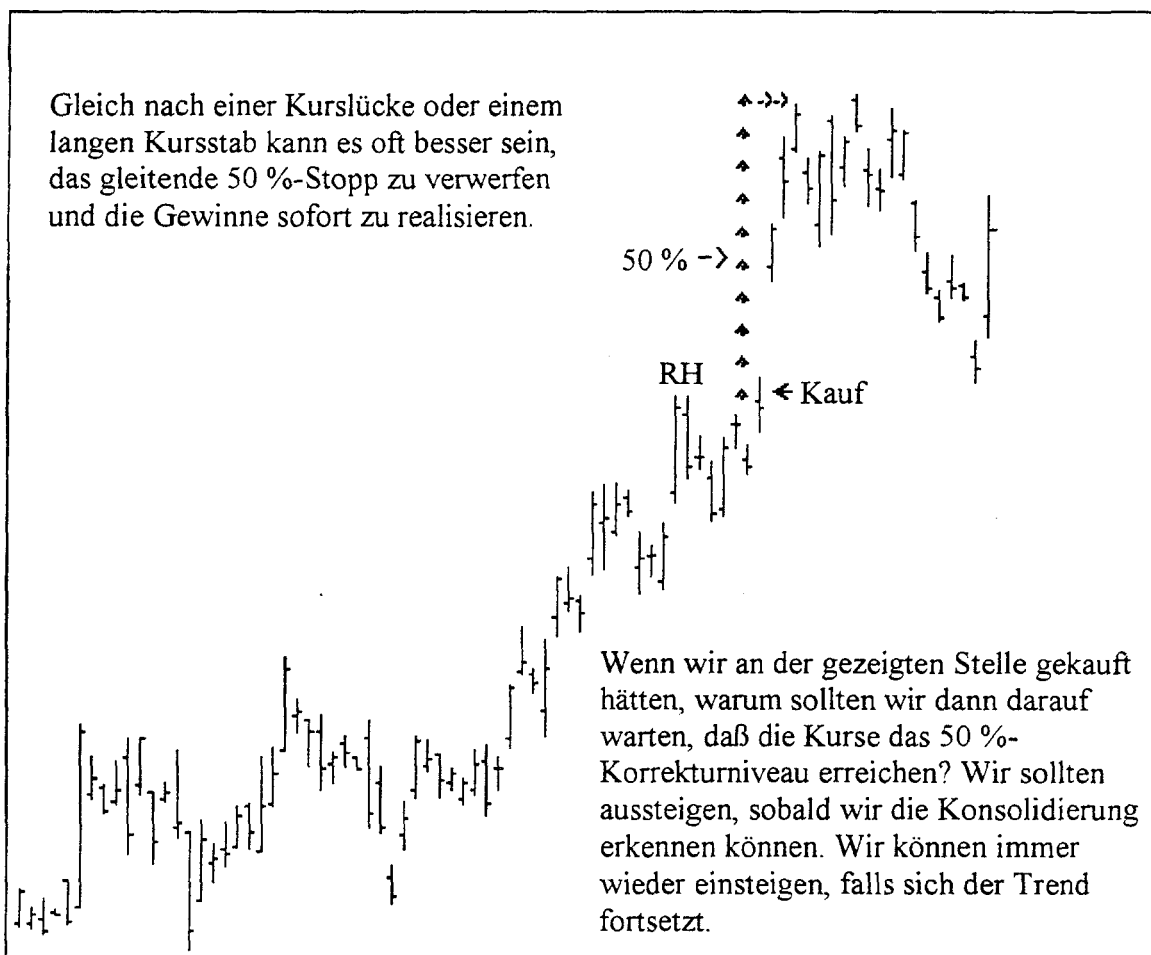 Gleich nach einer Kurslücke oder einem
langen Kursstab kann es oft besser sein,
das gleitende 50 %-Stopp zu verwerfen
und die Gewinne sofort zu realisieren.
50 % ->
RH
Kauf
Wenn wir an der gezeigten Stelle gekauft
hätten, warum sollten wir dann darauf
warten, daß die Kurse das 50 %-
Korrekturniveau erreichen? Wir sollten
aussteigen, sobald wir die Konsolidierung
erkennen können. Wir können immer
wieder einsteigen, falls sich der Trend
fortsetzt.